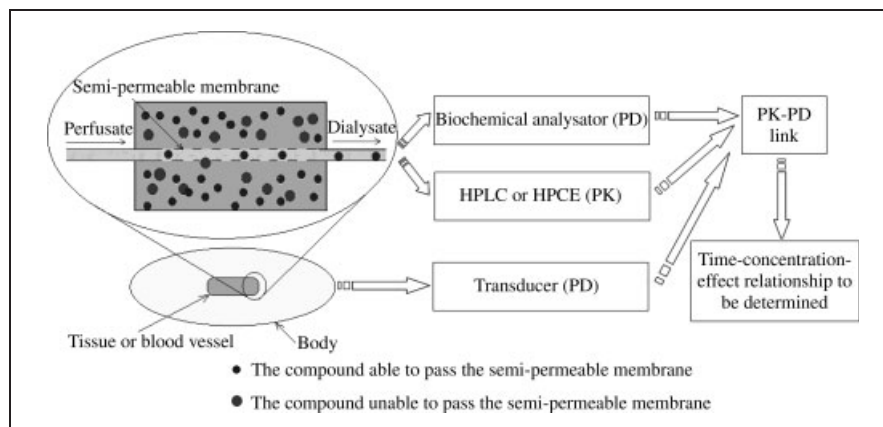 Semi-permeable membrane
Perfusate
Dialysate
Biochemical analysator (PD)
PK-PD
link
HPLC or HPCE (PK)
Transducer (PD)
Time-concentration-
effect relationship to
be determined
Tissue or blood vessel
Body
The compound able to pass the semi-permeable membrane
The compound unable to pass the semi-permeable membrane